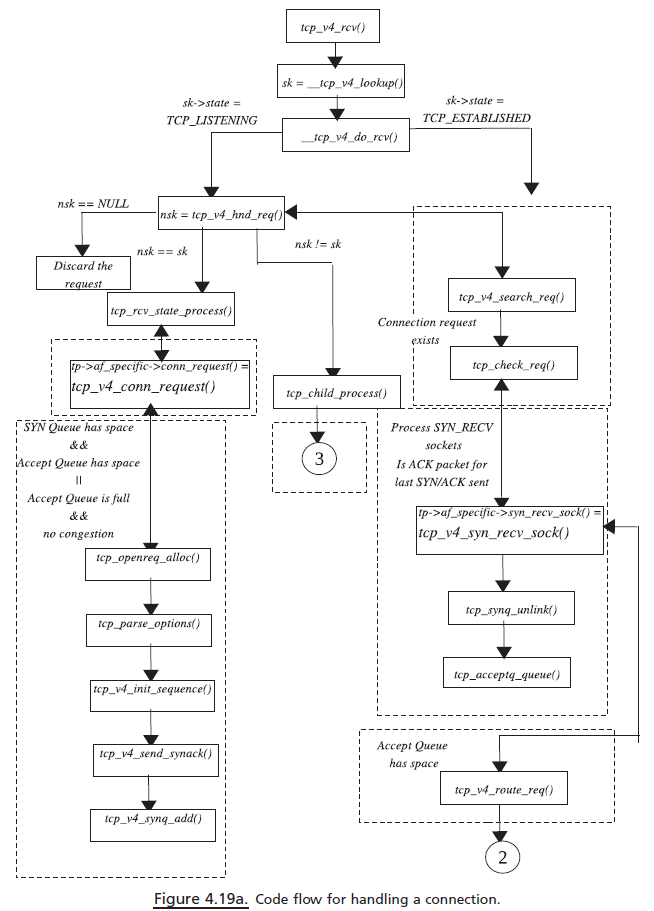 tcp_v4_rcv()
sk = __tcp_v4_lookup()
sk->state =
TCP_LISTENING
sk->state =
TCP_ESTABLISHED
__tcp_v4_do_rcv()
nsk == NULL
nsk = tcp_v4_hnd_req()
nsk == sk
nsk != sk
Discard the
request
tcp_rcv_state_process()
tcp_v4_search_req()
Connection request
exists
tcp_check_req()
tp->af_specific->conn_request() =
tcp_v4_conn_request()
tcp_child_process()
3
SYN Queue has space
&&
Accept Queue has space
||
Accept Queue is full
&&
no congestion
Process SYN_RECV
sockets
Is ACK packet for
last SYN/ACK sent
tp->af_specific->syn_recv_sock() =
tcp_v4_syn_recv_sock()
tcp_openreq_alloc()
tcp_parse_options()
tcp_v4_init_sequence()
tcp_v4_send_synack()
tcp_v4_synq_add()
tcp_synq_unlink()
tcp_acceptq_queue()
Accept Queue
has space
tcp_v4_route_req()
2
Figure 4.19a. Code flow for handling a connection.